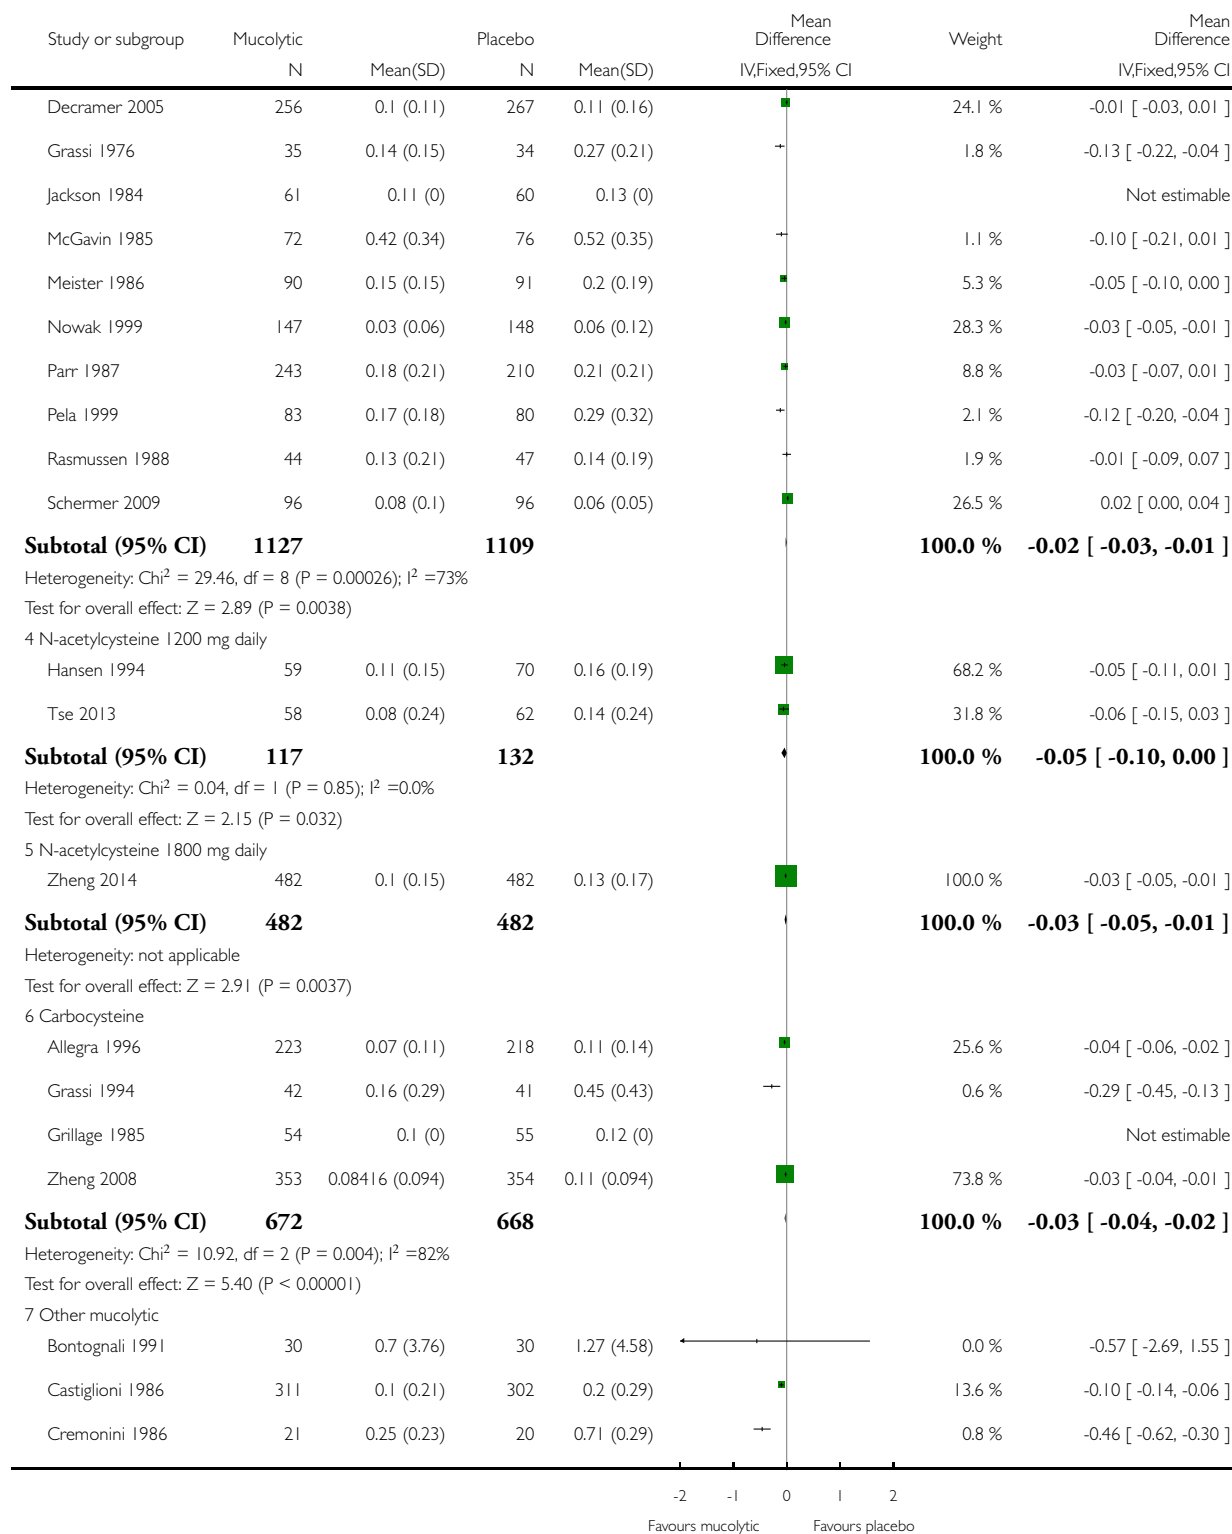 Study or subgroup Mucolytic Placebo Mean Difference Weight Mean Difference
N Mean(SD) N Mean(SD) IV,Fixed,95% CI IV,Fixed,95% CI
Decramer 2005 256 0.1 (0.11) 267 0.11 (0.16) 24.1 % -0.01 [ -0.03, 0.01 ]
Grassi 1976 35 0.14 (0.15) 34 0.27 (0.21) 1.8 % -0.13 [ -0.22, -0.04 ]
Jackson 1984 61 0.11 (0) 60 0.13 (0) Not estimable
McGavin 1985 72 0.42 (0.34) 76 0.52 (0.35) 1.1 % -0.10 [ -0.21, 0.01 ]
Meister 1986 90 0.15 (0.15) 91 0.2 (0.19) 5.3 % -0.05 [ -0.10, 0.00 ]
Nowak 1999 147 0.03 (0.06) 148 0.06 (0.12) 28.3 % -0.03 [ -0.05, -0.01 ]
Parr 1987 243 0.18 (0.21) 210 0.21 (0.21) 8.8 % -0.03 [ -0.07, 0.01 ]
Pela 1999 83 0.17 (0.18) 80 0.29 (0.32) 2.1 % -0.12 [ -0.20, -0.04 ]
Rasmussen 1988 44 0.13 (0.21) 47 0.14 (0.19) 1.9 % -0.01 [ -0.09, 0.07 ]
Schermer 2009 96 0.08 (0.1) 96 0.06 (0.05) 26.5 % 0.02 [ 0.00, 0.04 ]
Subtotal (95% CI) 1127 1109 100.0 % -0.02 [ -0.03, -0.01 ]
Heterogeneity: Chi² = 29.46, df = 8 (P = 0.00026); I² =73%
Test for overall effect: Z = 2.89 (P = 0.0038)
4 N-acetylcysteine 1200 mg daily
Hansen 1994 59 0.11 (0.15) 70 0.16 (0.19) 68.2 % -0.05 [ -0.11, 0.01 ]
Tse 2013 58 0.08 (0.24) 62 0.14 (0.24) 31.8 % -0.06 [ -0.15, 0.03 ]
Subtotal (95% CI) 117 132 100.0 % -0.05 [ -0.10, 0.00 ]
Heterogeneity: Chi² = 0.04, df = 1 (P = 0.85); I² =0.0%
Test for overall effect: Z = 2.15 (P = 0.032)
5 N-acetylcysteine 1800 mg daily
Zheng 2014 482 0.1 (0.15) 482 0.13 (0.17) 100.0 % -0.03 [ -0.05, -0.01 ]
Subtotal (95% CI) 482 482 100.0 % -0.03 [ -0.05, -0.01 ]
Heterogeneity: not applicable
Test for overall effect: Z = 2.91 (P = 0.0037)
6 Carbocysteine
Allegra 1996 223 0.07 (0.11) 218 0.11 (0.14) 25.6 % -0.04 [ -0.06, -0.02 ]
Grassi 1994 42 0.16 (0.29) 41 0.45 (0.43) 0.6 % -0.29 [ -0.45, -0.13 ]
Grillage 1985 54 0.1 (0) 55 0.12 (0) Not estimable
Zheng 2008 353 0.08416 (0.094) 354 0.11 (0.094) 73.8 % -0.03 [ -0.04, -0.01 ]
Subtotal (95% CI) 672 668 100.0 % -0.03 [ -0.04, -0.02 ]
Heterogeneity: Chi² = 10.92, df = 2 (P = 0.004); I² =82%
Test for overall effect: Z = 5.40 (P < 0.00001)
7 Other mucolytic
Bontognali 1991 30 0.7 (3.76) 30 1.27 (4.58) 0.0 % -0.57 [ -2.69, 1.55 ]
Castiglioni 1986 311 0.1 (0.21) 302 0.2 (0.29) 13.6 % -0.10 [ -0.14, -0.06 ]
Cremonini 1986 21 0.25 (0.23) 20 0.71 (0.29) 0.8 % -0.46 [ -0.62, -0.30 ]
-2 -1 0 1 2
Favours mucolytic Favours placebo